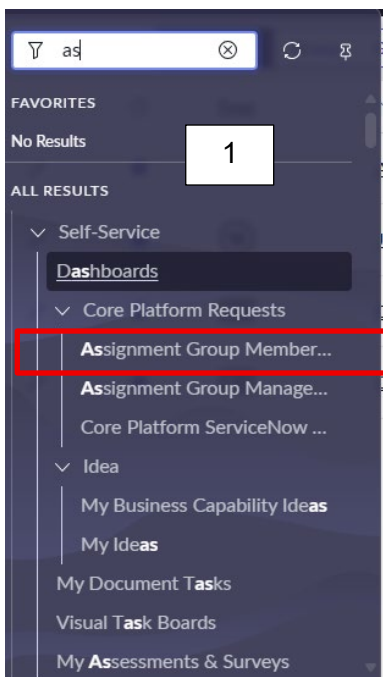 as
FAVORITES
No Results
1
ALL RESULTS
Self-Service
Dashboards
Core Platform Requests
Assignment Group Member...
Assignment Group Manage...
Core Platform ServiceNow ...
Idea
My Business Capability Ideas
My Ideas
My Document Tasks
Visual Task Boards
My Assessments & Surveys